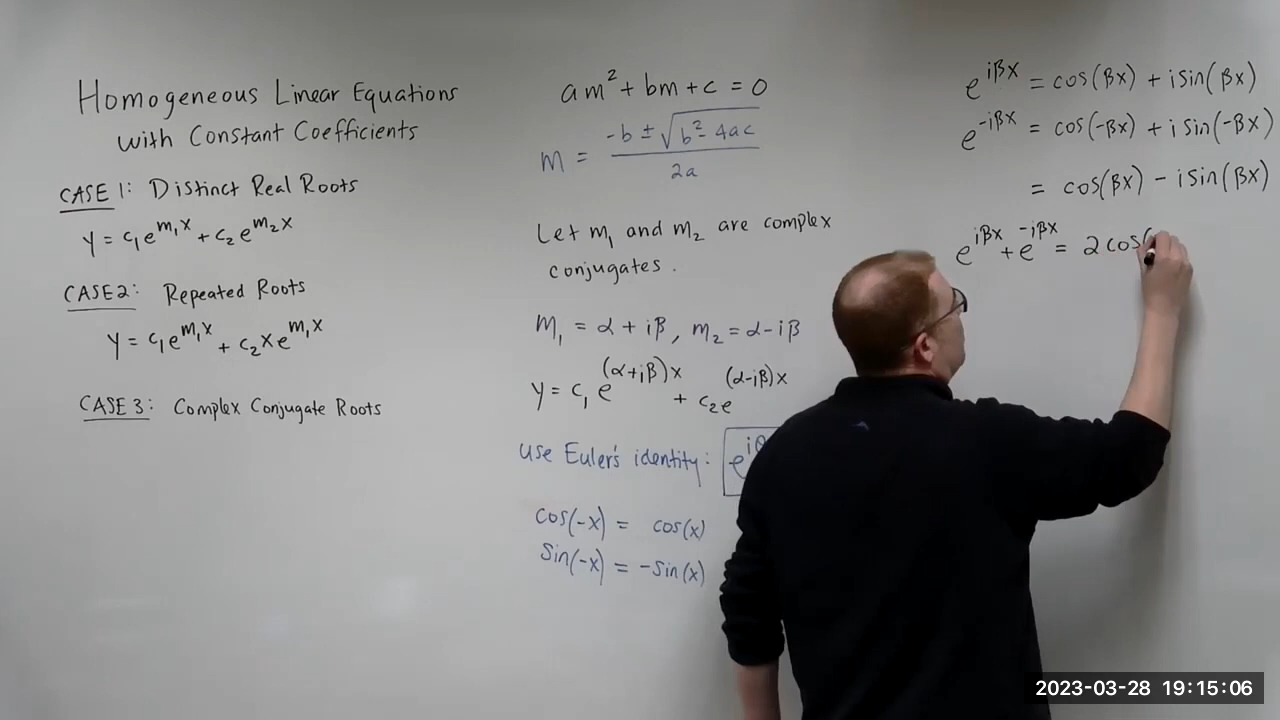 Homogeneous Linear Equations
with Constant Coefficients
CASE 1: Distinct Real Roots
y = c₁e^(m₁x) + c₂e^(m₂x)
CASE 2: Repeated Roots
y = c₁e^(m₁x) + c₂xe^(m₁x)
CASE 3: Complex Conjugate Roots
am² + bm + c = 0
m = (-b ± √(b² - 4ac)) / 2a
Let m₁ and m₂ are complex
conjugates.
m₁ = α + iβ, m₂ = α - iβ
y = c₁e^((α+iβ)x) + c₂e^((α-iβ)x)
use Euler's identity: e^(iθ
cos(-x) = cos(x)
sin(-x) = -sin(x)
e^(iβx) = cos(βx) + i sin(βx)
e^(-iβx) = cos(-βx) + i sin(-βx)
= cos(βx) - i sin(βx)
e^(iβx) + e^(-iβx) = 2cos(
2023-03-28 19:15:06